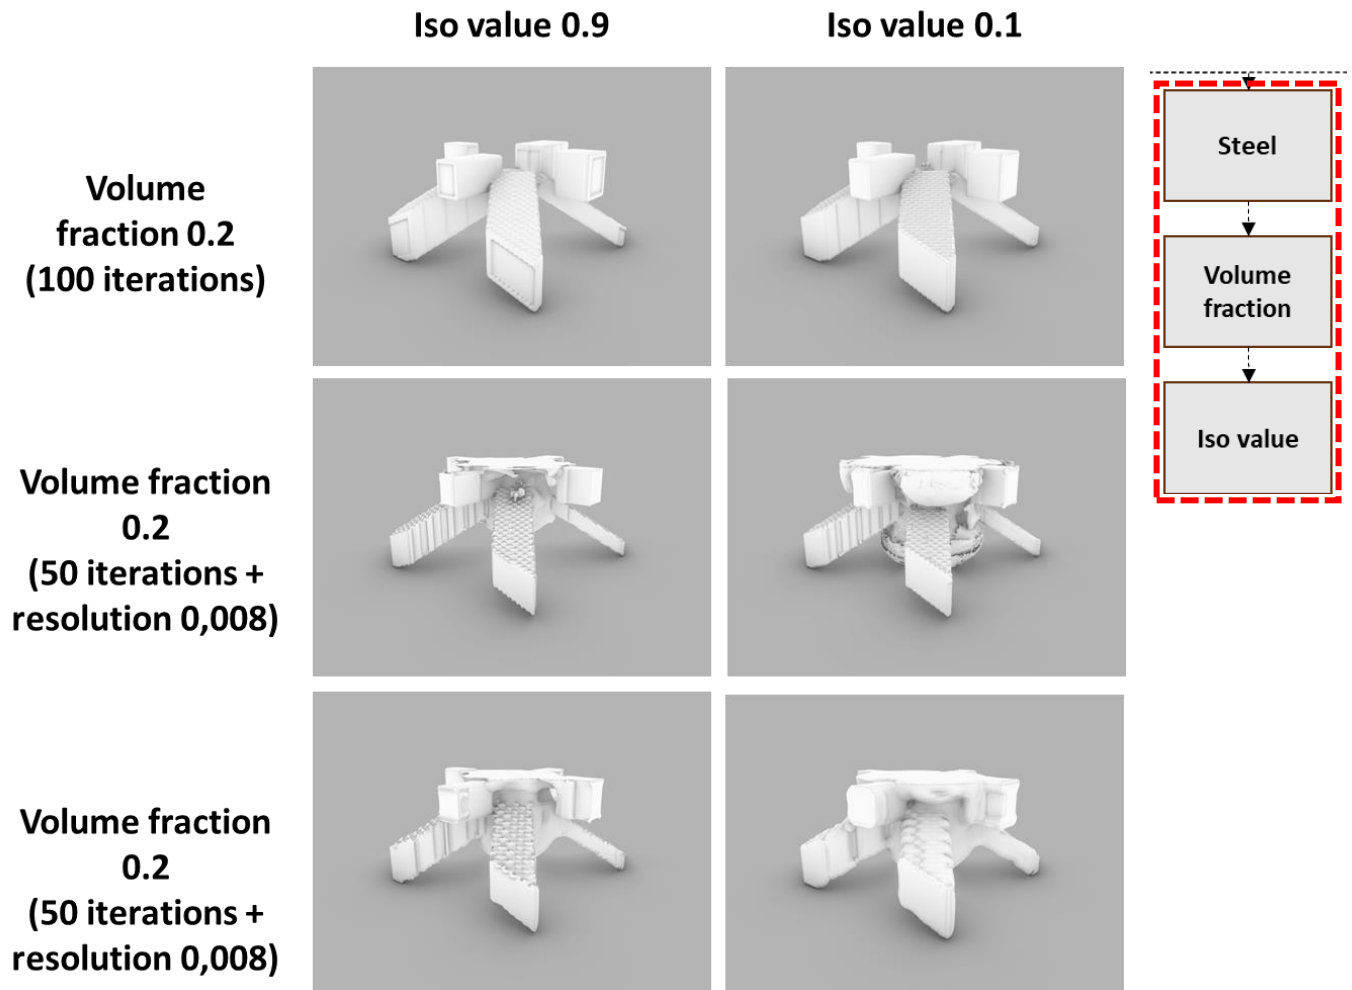 Iso value 0.9
Iso value 0.1
Steel
Volume
fraction 0.2
(100 iterations)
Volume
fraction
Iso value
Volume fraction
0.2
(50 iterations +
resolution 0,008)
Volume fraction
0.2
(50 iterations +
resolution 0,008)